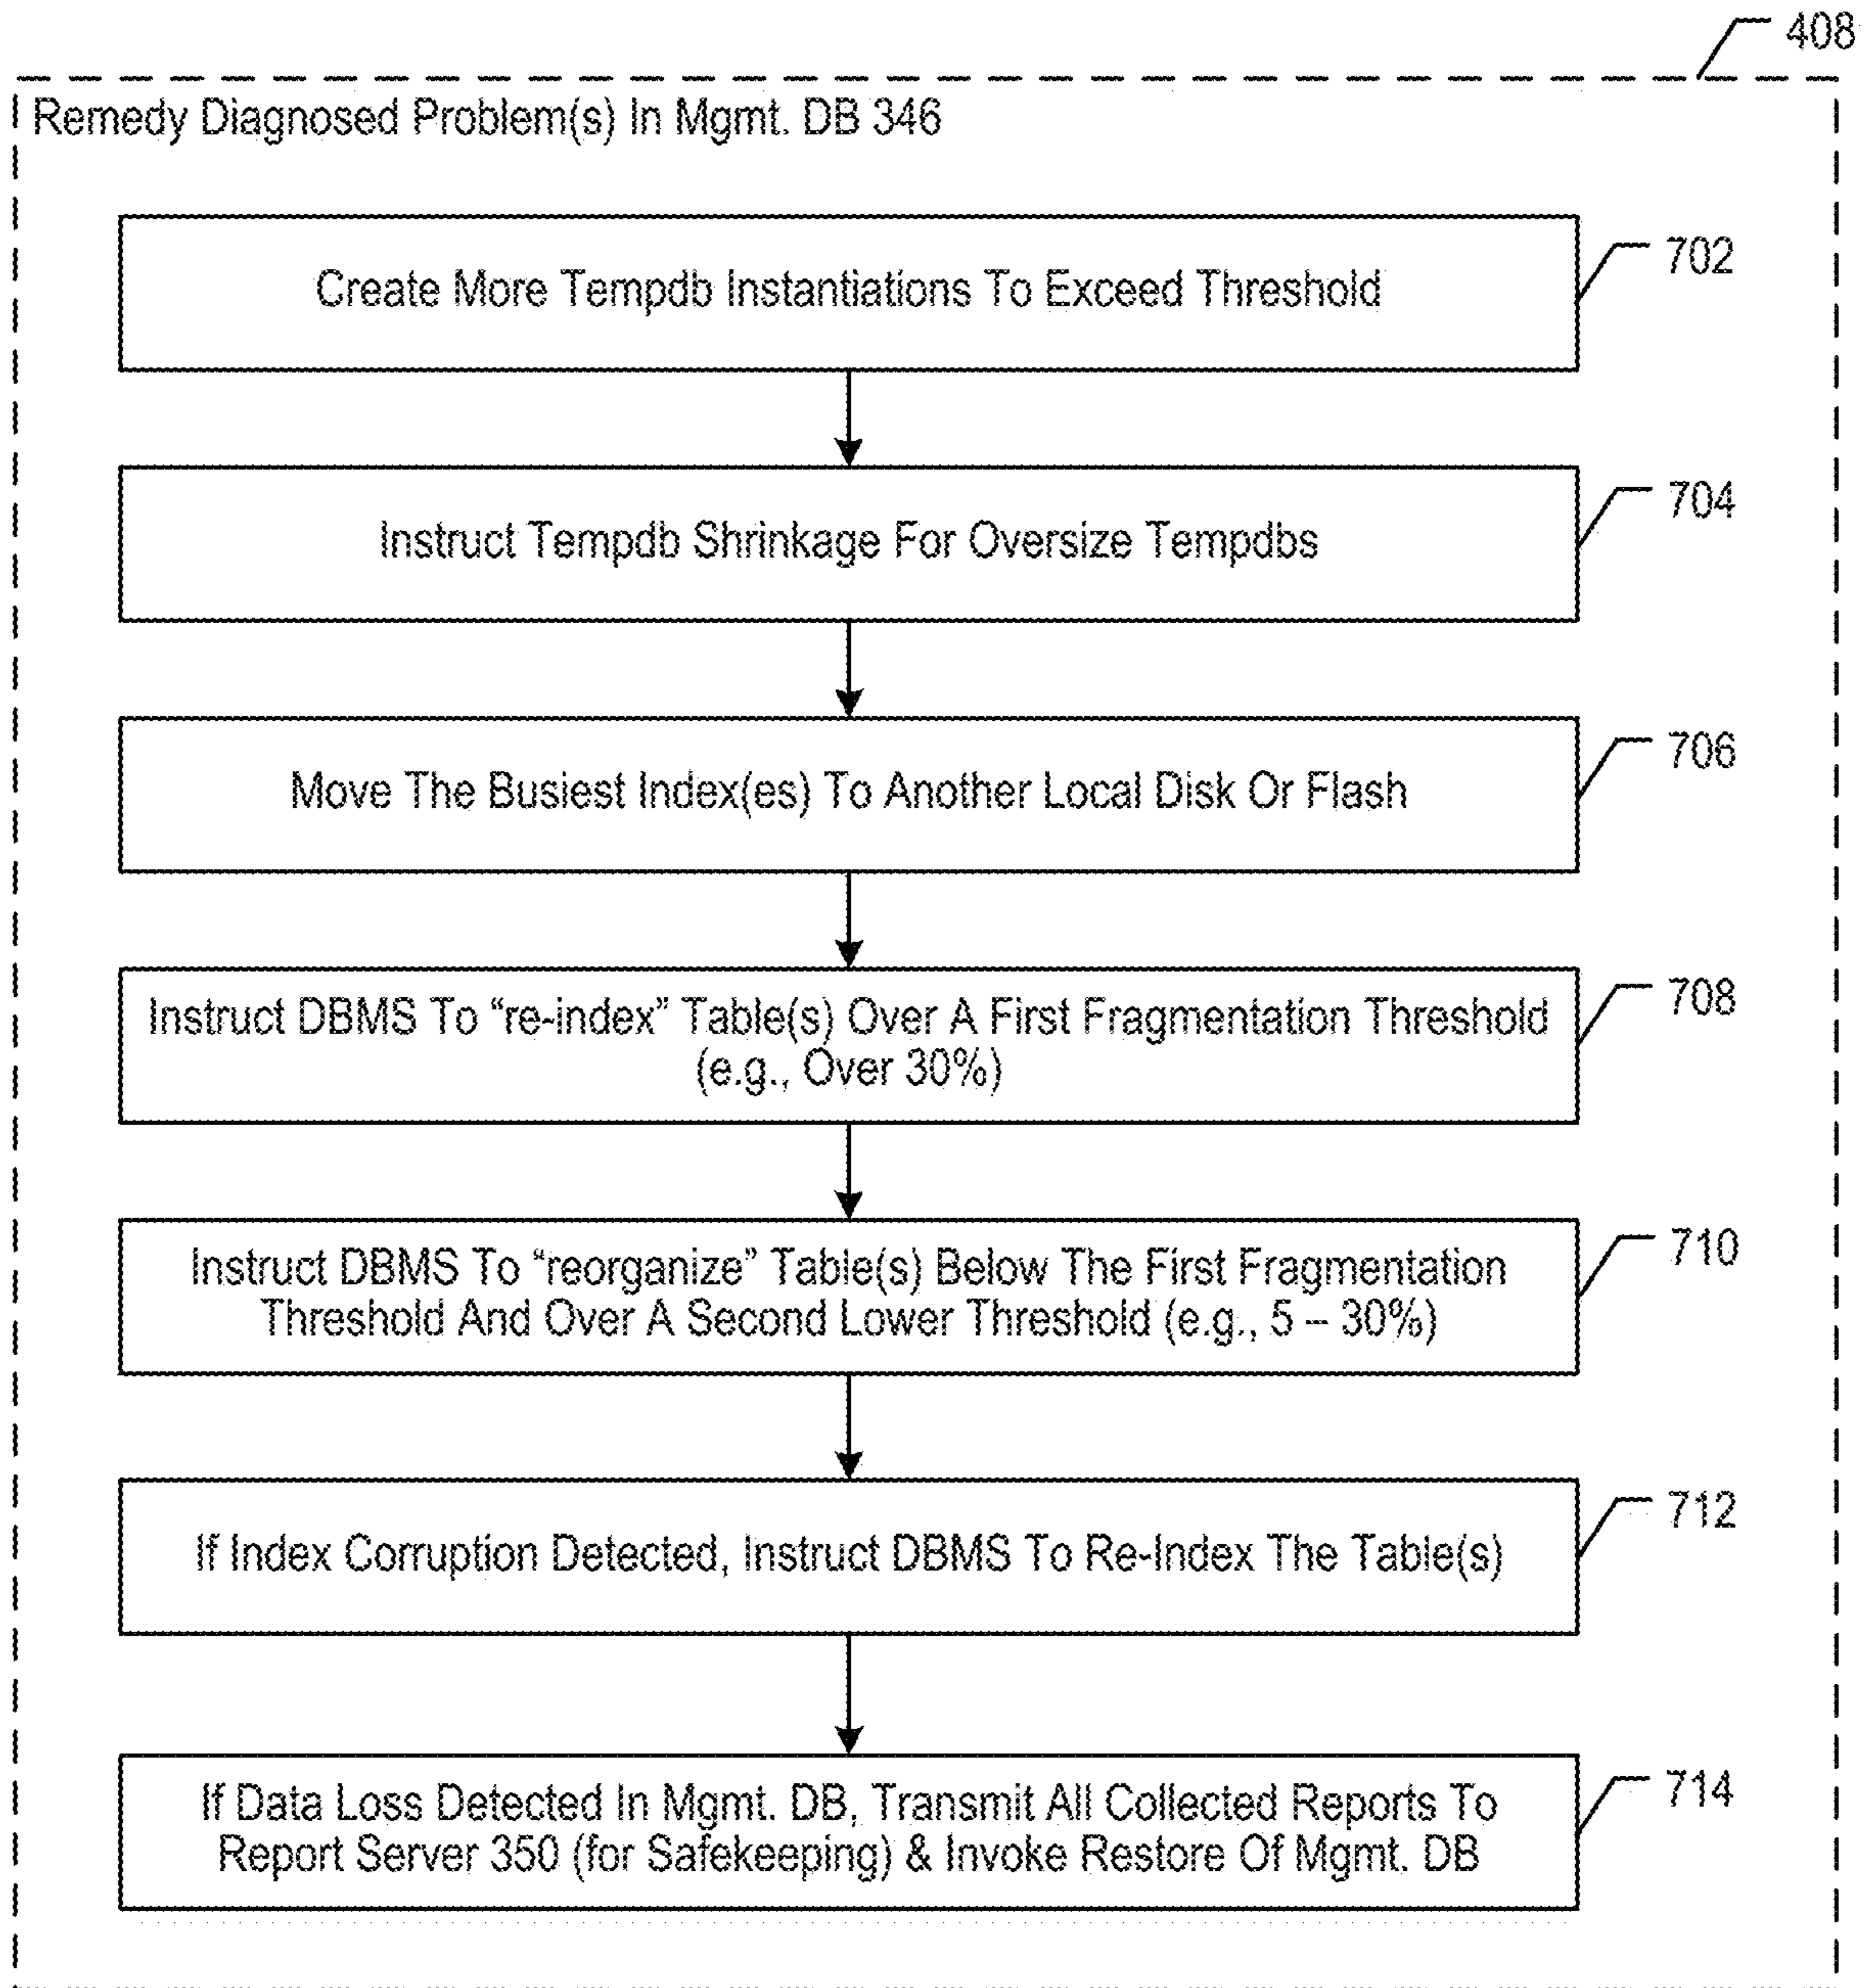 408
Remedy Diagnosed Problem(s) In Mgmt. DB 346
Create More Tempdb Instantiations To Exceed Threshold
702
Instruct Tempdb Shrinkage For Oversize Tempdbs
704
Move The Busiest Index(es) To Another Local Disk Or Flash
706
Instruct DBMS To “re-index” Table(s) Over A First Fragmentation Threshold
(e.g., Over 30%)
708
Instruct DBMS To “reorganize” Table(s) Below The First Fragmentation
Threshold And Over A Second Lower Threshold (e.g., 5 – 30%)
710
If Index Corruption Detected, Instruct DBMS To Re-Index The Table(s)
712
If Data Loss Detected In Mgmt. DB, Transmit All Collected Reports To
Report Server 350 (for Safekeeping) & Invoke Restore Of Mgmt. DB
714